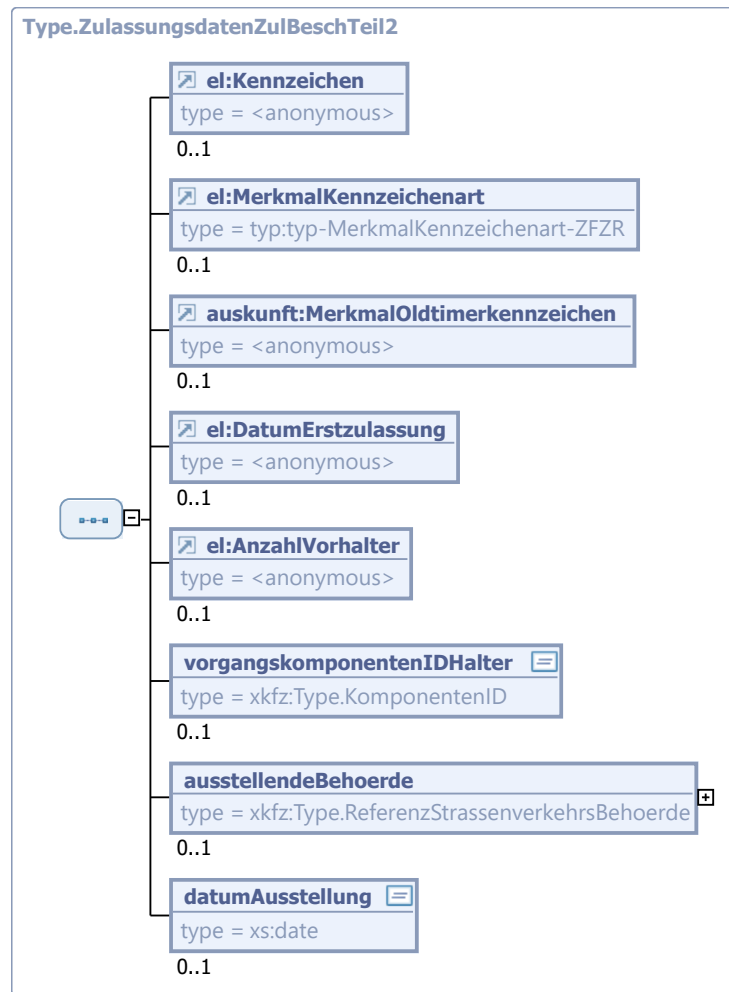 Type.ZulassungsdatenZulBeschTeil2
el:Kennzeichen
type = <anonymous>
0..1
el:MerkmalKennzeichenart
type = typ:typ-MerkmalKennzeichenart-ZFZR
0..1
auskunft:MerkmalOldtimerkennzeichen
type = <anonymous>
0..1
el:DatumErstzulassung
type = <anonymous>
0..1
el:AnzahlVorhalter
type = <anonymous>
0..1
vorgangskomponentenIDHalter
type = xkfz:Type.KomponentenID
0..1
ausstellendeBehoerde
type = xkfz:Type.ReferenzStrassenverkehrsBehoerde
0..1
datumAusstellung
type = xs:date
0..1